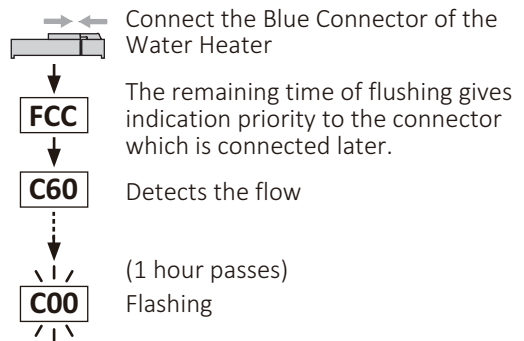 Connect the Blue Connector of the
Water Heater
FCC
The remaining time of flushing gives
indication priority to the connector
which is connected later.
C60
Detects the flow
(1 hour passes)
C00
Flashing